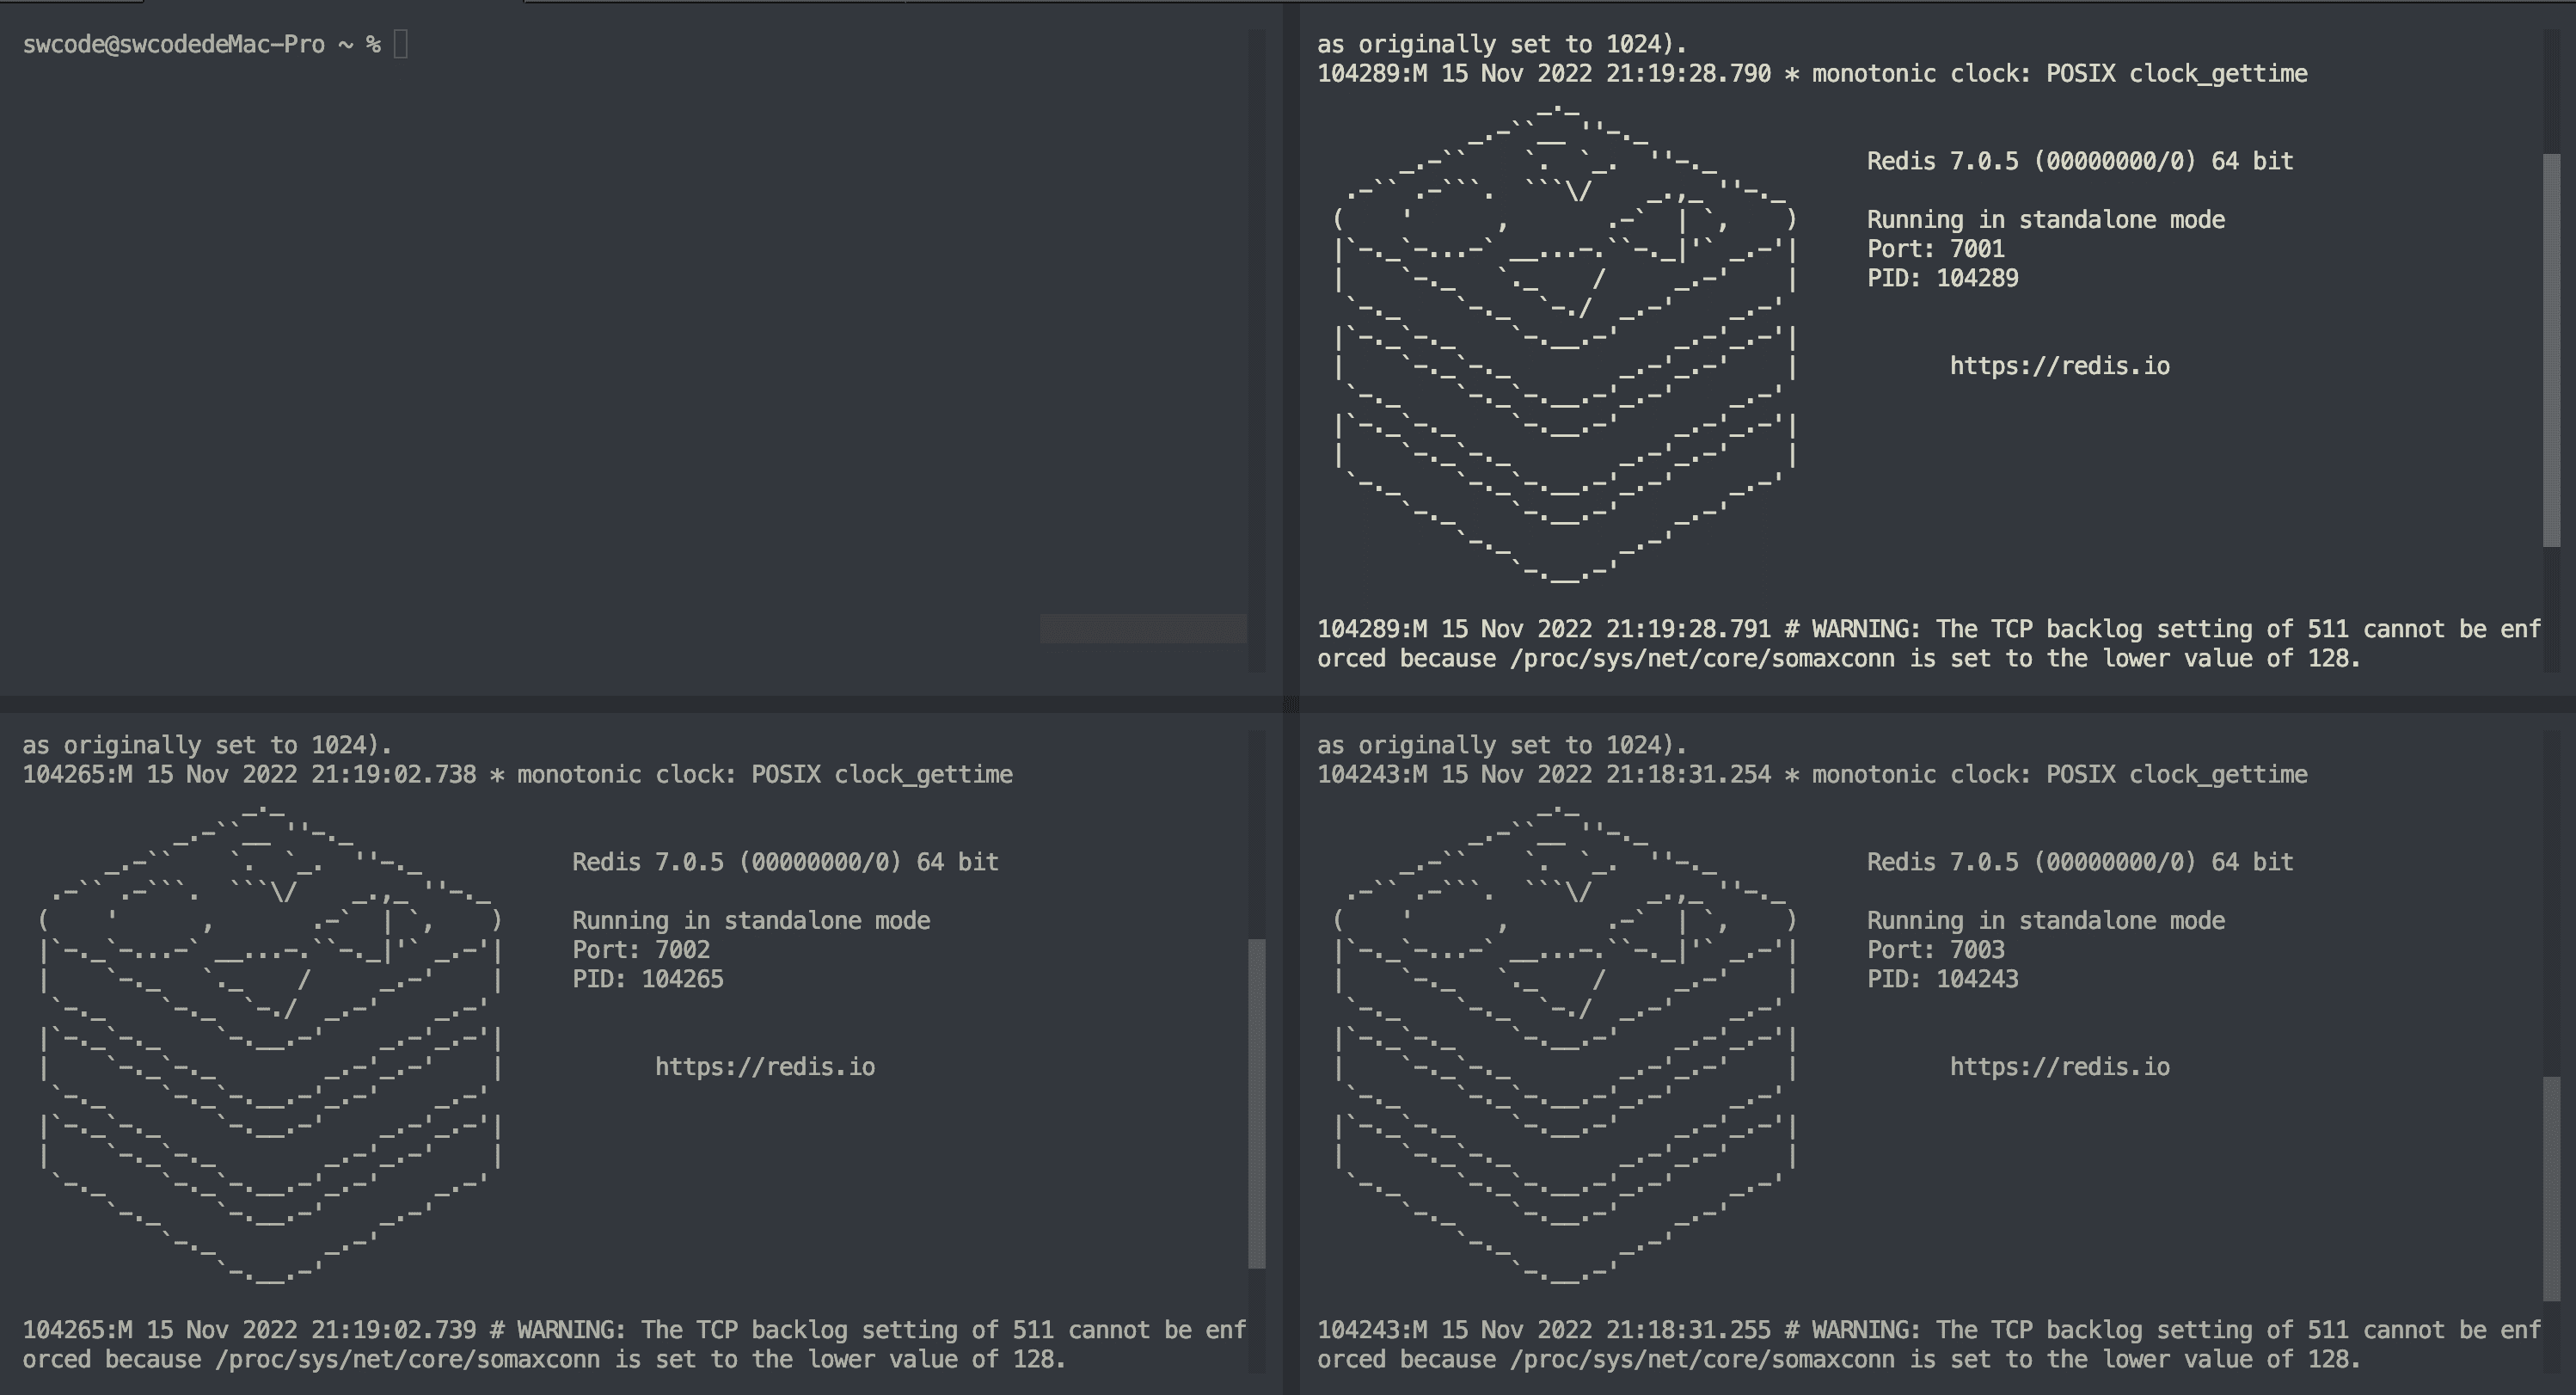 swcode@swcodedeMac-Pro ~ %
as originally set to 1024).
104289:M 15 Nov 2022 21:19:28.790 * monotonic clock: POSIX clock_gettime
Redis 7.0.5 (00000000/0) 64 bit
Running in standalone mode
Port: 7001
PID: 104289
https://redis.io
104289:M 15 Nov 2022 21:19:28.791 # WARNING: The TCP backlog setting of 511 cannot be enf
orced because /proc/sys/net/core/somaxconn is set to the lower value of 128.
as originally set to 1024).
104265:M 15 Nov 2022 21:19:02.738 * monotonic clock: POSIX clock_gettime
Redis 7.0.5 (00000000/0) 64 bit
Running in standalone mode
Port: 7002
PID: 104265
https://redis.io
104265:M 15 Nov 2022 21:19:02.739 # WARNING: The TCP backlog setting of 511 cannot be enf
orced because /proc/sys/net/core/somaxconn is set to the lower value of 128.
as originally set to 1024).
104243:M 15 Nov 2022 21:18:31.254 * monotonic clock: POSIX clock_gettime
Redis 7.0.5 (00000000/0) 64 bit
Running in standalone mode
Port: 7003
PID: 104243
https://redis.io
104243:M 15 Nov 2022 21:18:31.255 # WARNING: The TCP backlog setting of 511 cannot be enf
orced because /proc/sys/net/core/somaxconn is set to the lower value of 128.